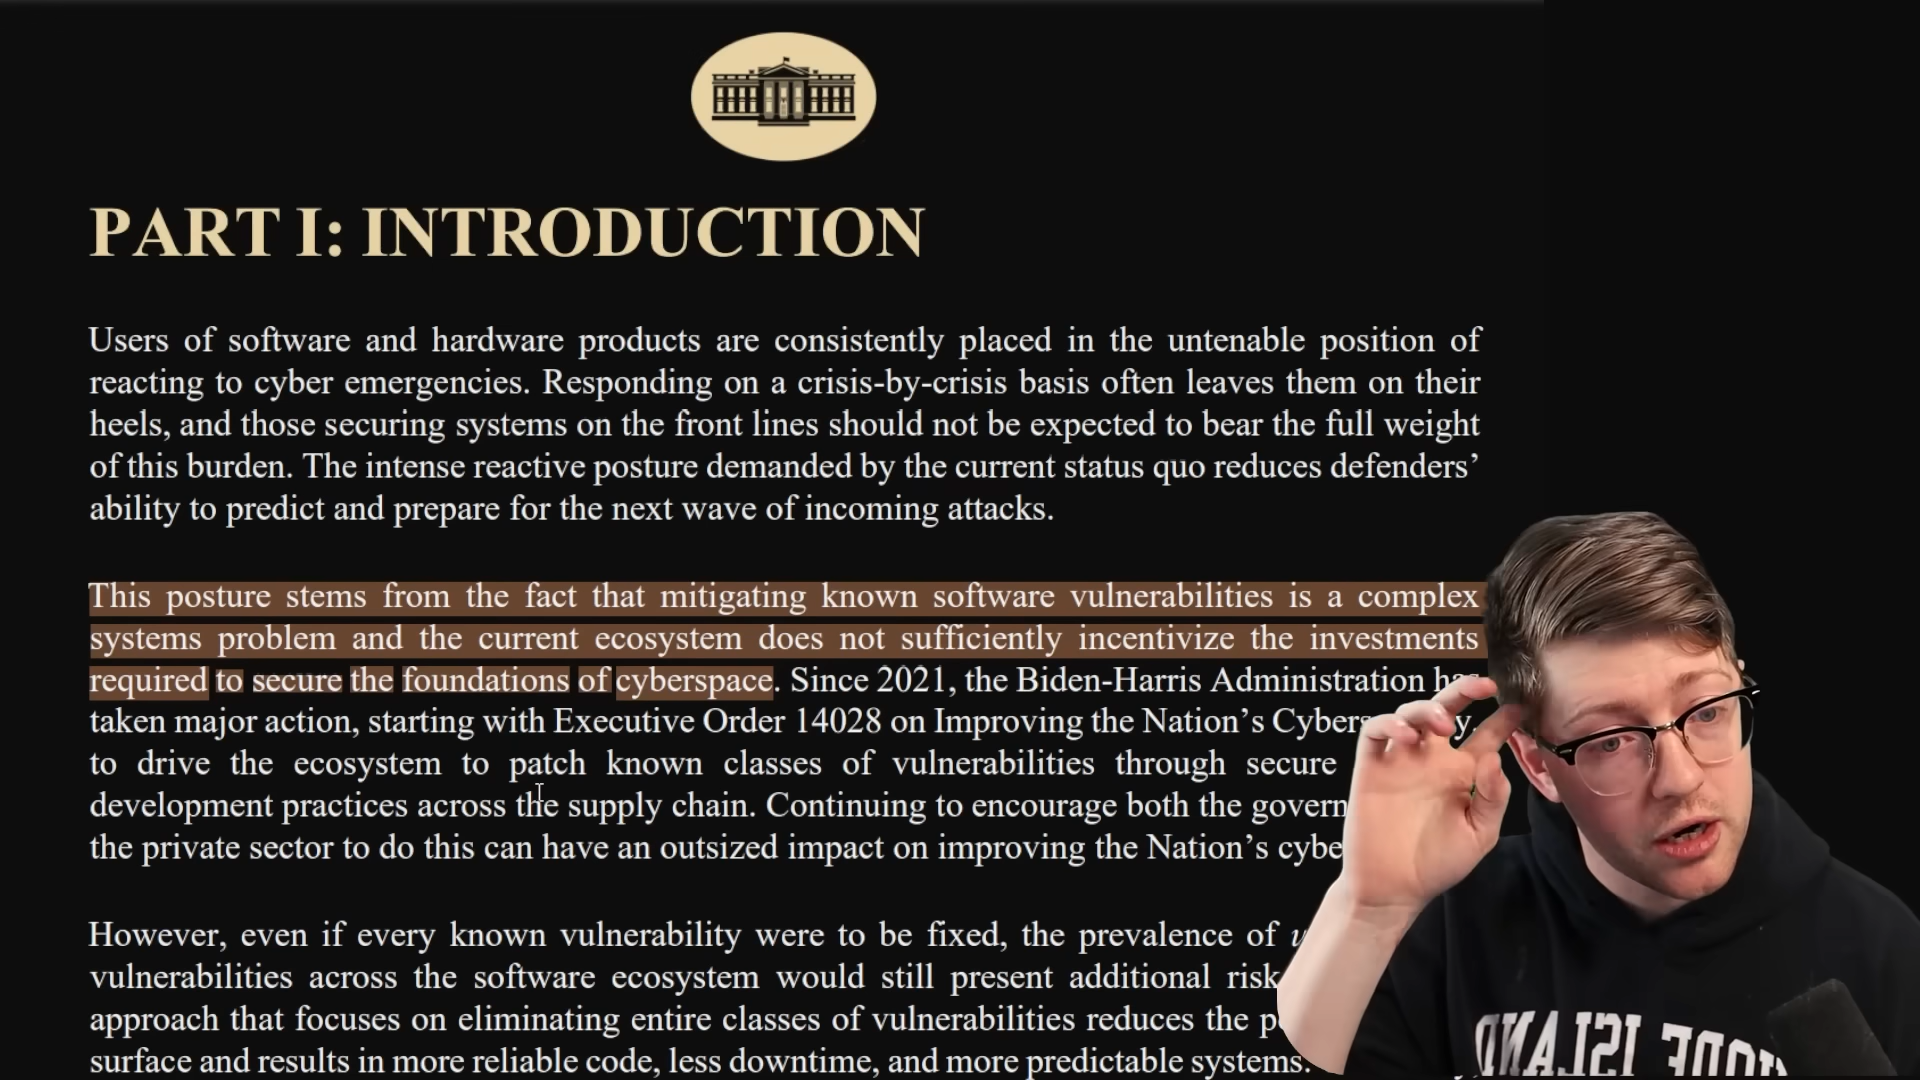 PART I: INTRODUCTION
Users of software and hardware products are consistently placed in the untenable position of
reacting to cyber emergencies. Responding on a crisis-by-crisis basis often leaves them on their
heels, and those securing systems on the front lines should not be expected to bear the full weight
of this burden. The intense reactive posture demanded by the current status quo reduces defenders’
ability to predict and prepare for the next wave of incoming attacks.
This posture stems from the fact that mitigating known software vulnerabilities is a complex
systems problem and the current ecosystem does not sufficiently incentivize the investments
required to secure the foundations of cyberspace. Since 2021, the Biden-Harris Administration has
taken major action, starting with Executive Order 14028 on Improving the Nation’s
to drive the ecosystem to patch known classes of vulnerabilities through secure
development practices across the supply chain. Continuing to encourage both the
the private sector to do this can have an outsized impact on improving the Nation’s
However, even if every known vulnerability were to be fixed, the prevalence of
vulnerabilities across the software ecosystem would still present additional
approach that focuses on eliminating entire classes of vulnerabilities reduces the
surface and results in more reliable code, less downtime, and more predictable systems.
ISLAND